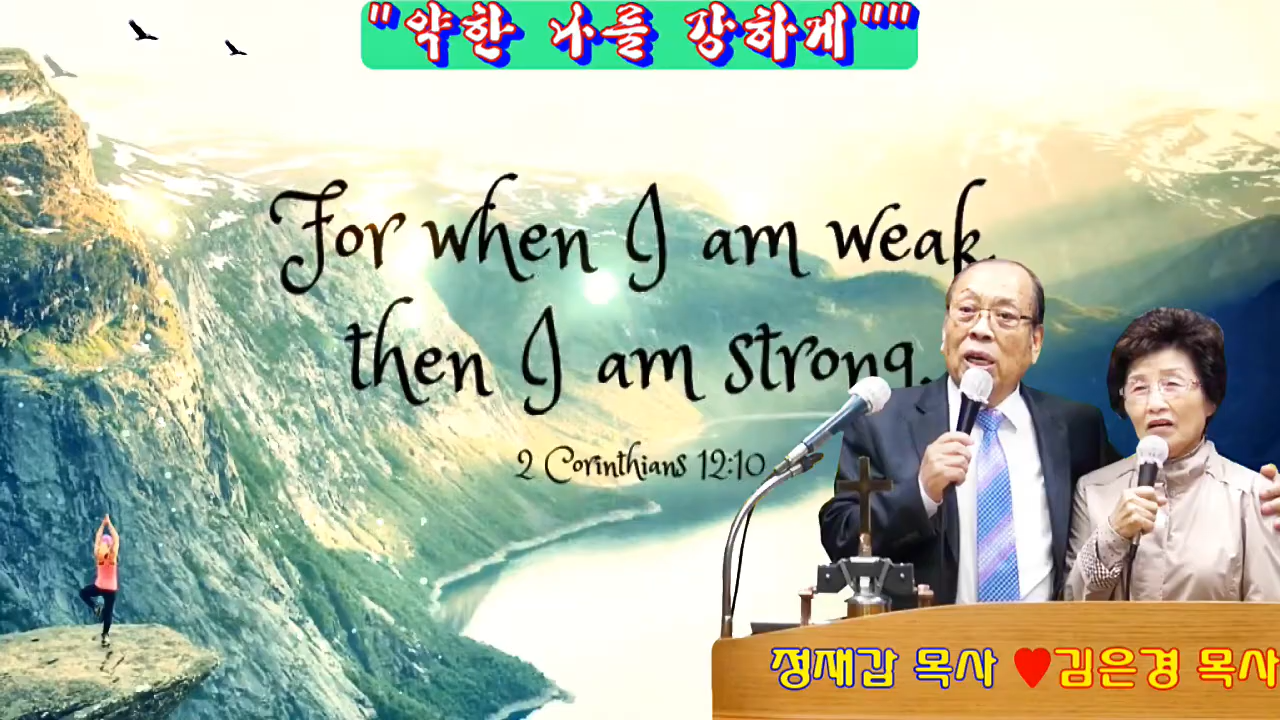 "약한 나를 강하게""
For when I am weak,
then I am strong.
2 Corinthians 12:10
정재갑 목사 ♥김은경 목사